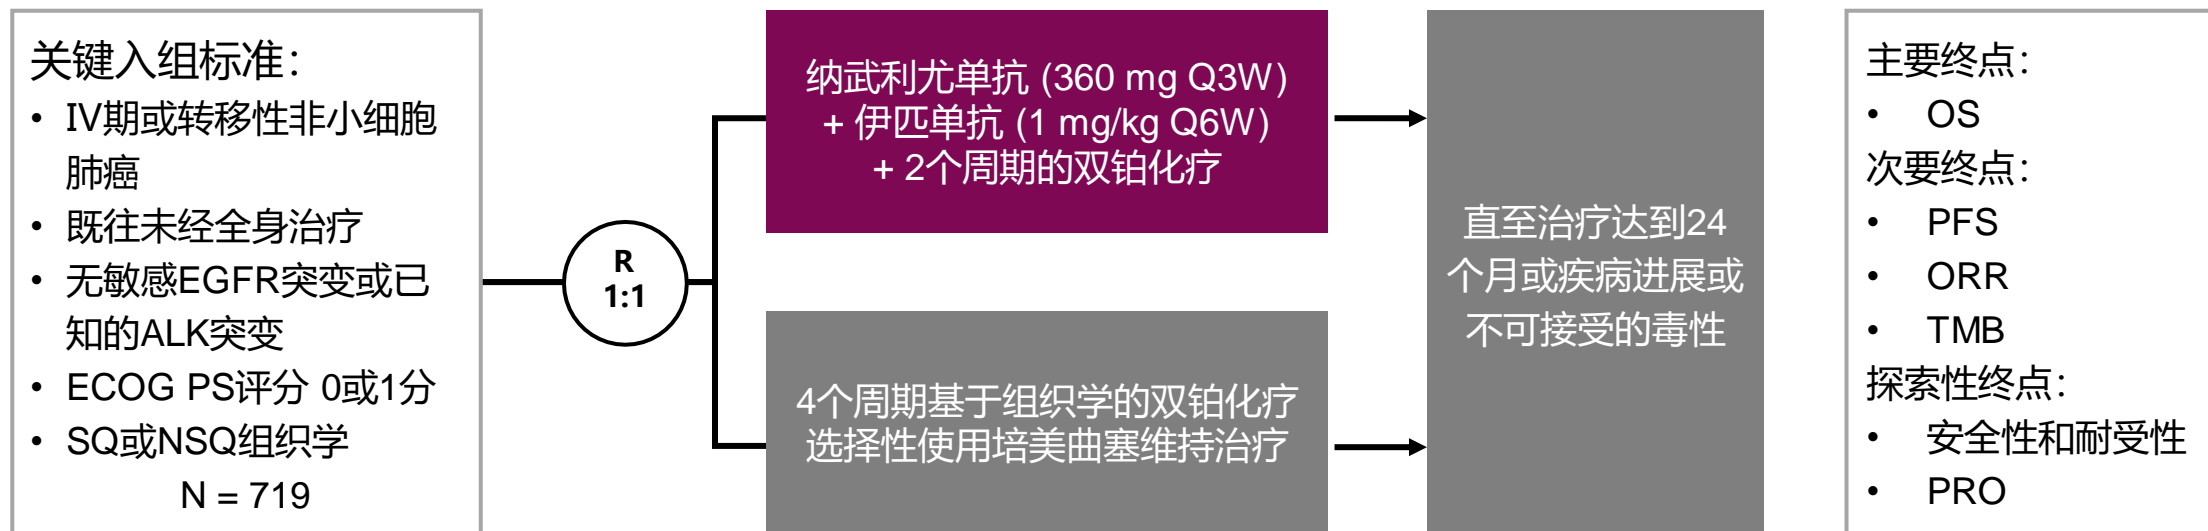 关键入组标准：
• IV期或转移性非小细胞
肺癌
• 既往未经全身治疗
• 无敏感EGFR突变或已
知的ALK突变
• ECOG PS评分 0或1分
• SQ或NSQ组织学
N = 719
R
1:1
纳武利尤单抗 (360 mg Q3W)
+ 伊匹单抗 (1 mg/kg Q6W)
+ 2个周期的双铂化疗
4个周期基于组织学的双铂化疗
选择性使用培美曲塞维持治疗
直至治疗达到24
个月或疾病进展或
不可接受的毒性
主要终点：
• OS
次要终点：
• PFS
• ORR
• TMB
探索性终点：
• 安全性和耐受性
• PRO